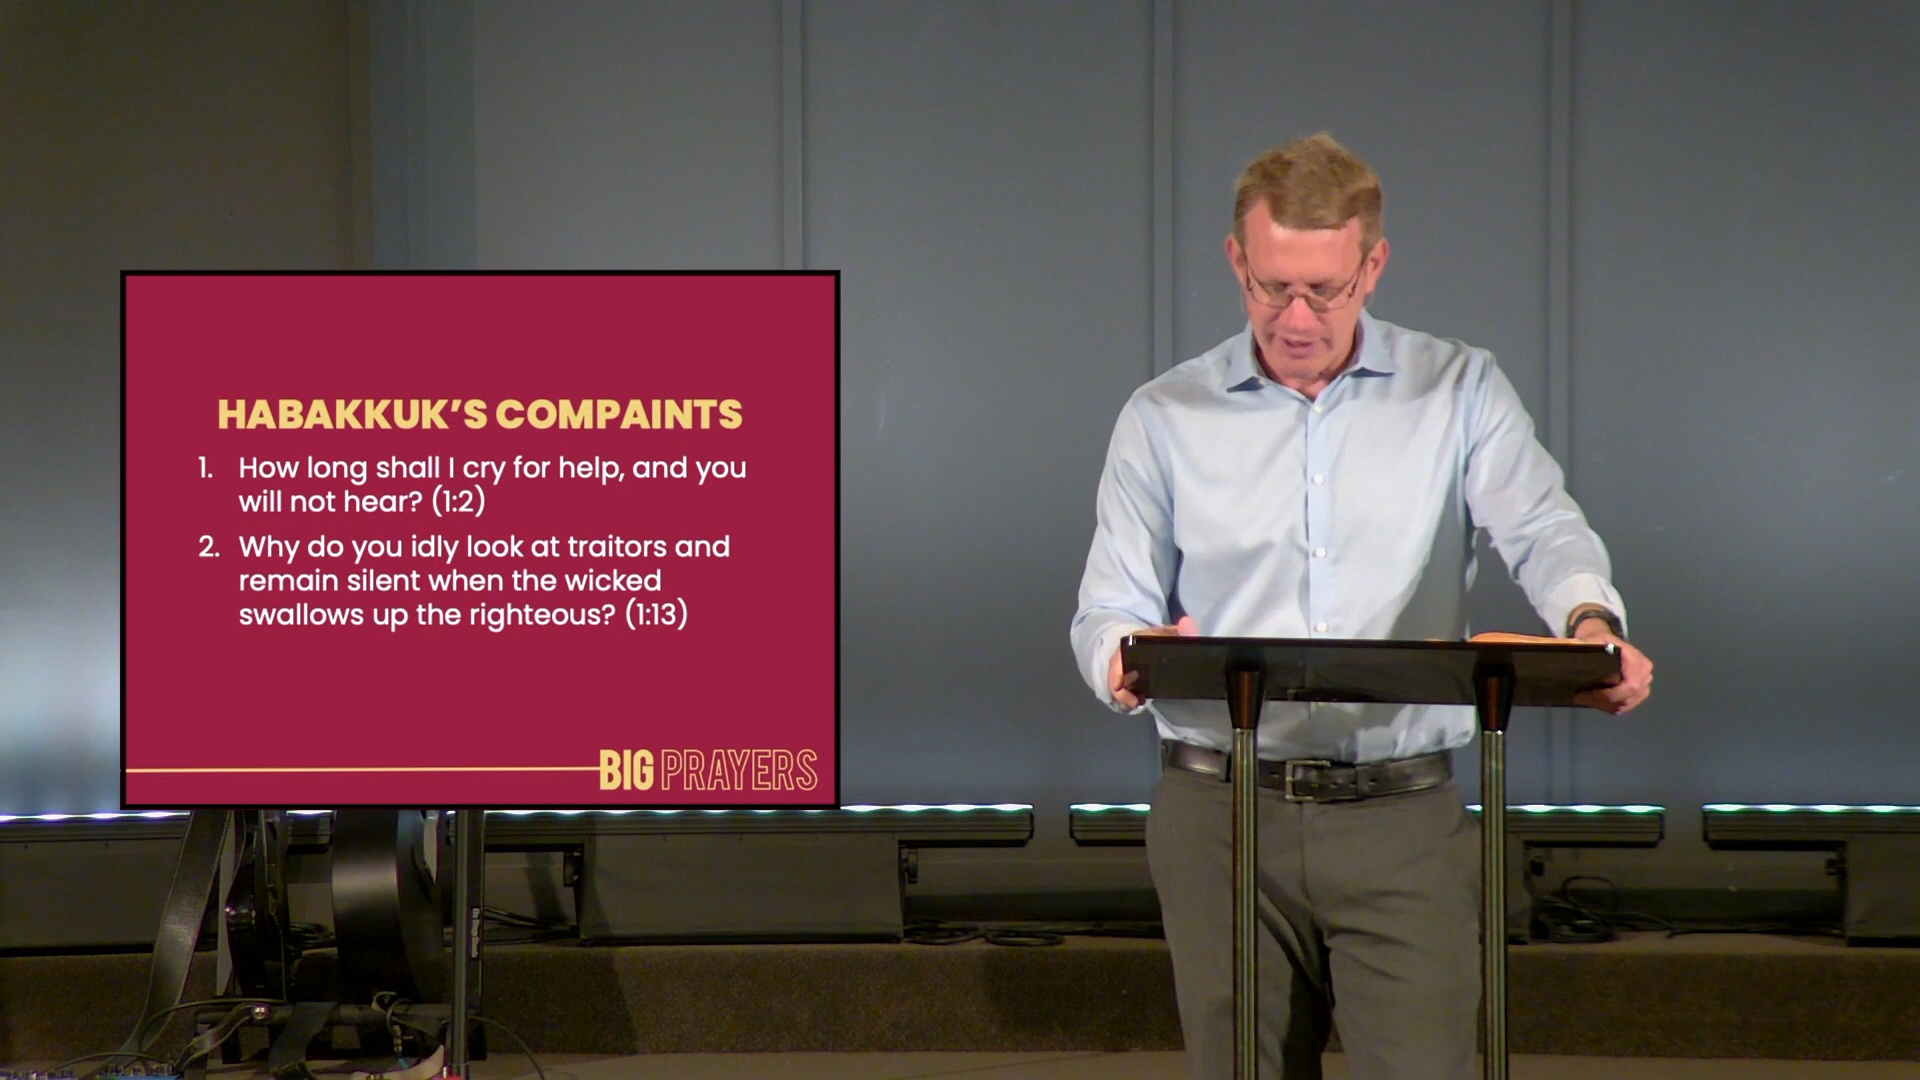 HABAKKUK’S COMPAINTS
1. How long shall I cry for help, and you
will not hear? (1:2)
2. Why do you idly look at traitors and
remain silent when the wicked
swallows up the righteous? (1:13)
BIG PRAYERS